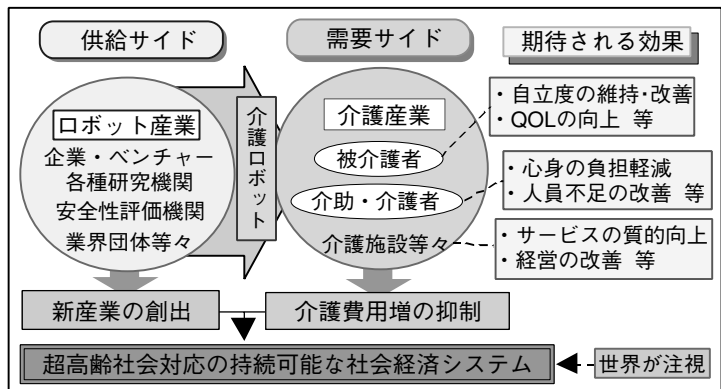 供給サイド
需要サイド
期待される効果
ロボット産業
企業・ベンチャー
各種研究機関
安全性評価機関
業界団体等々
介護ロボット
介護産業
被介護者
介助・介護者
介護施設等々
・自立度の維持・改善
・QOLの向上 等
・心身の負担軽減
・人員不足の改善 等
・サービスの質的向上
・経営の改善 等
新産業の創出
介護費用増の抑制
超高齢社会対応の持続可能な社会経済システム
世界が注視